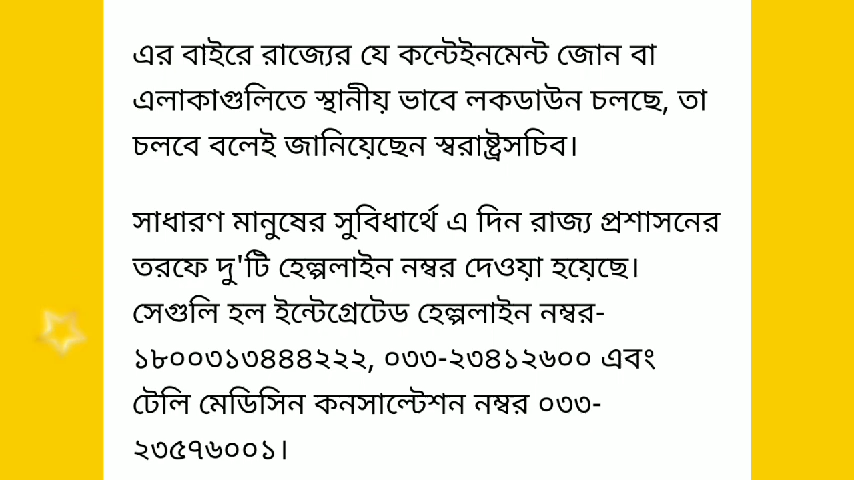 এর বাইরে রাজ্যের যে কন্টেইনমেন্ট জোন বা
এলাকাগুলিতে স্থানীয় ভাবে লকডাউন চলছে, তা
চলবে বলেই জানিয়েছেন স্বরাষ্ট্রসচিব।
সাধারণ মানুষের সুবিধার্থে এ দিন রাজ্য প্রশাসনের
তরফে দু'টি হেল্পলাইন নম্বর দেওয়া হয়েছে।
সেগুলি হল ইন্টেগ্রেটেড হেল্পলাইন নম্বর-
১৮০০৩১৩৪৪৪২২২, ০৩৩-২৩৪১২৬০০ এবং
টেলি মেডিসিন কনসাল্টেশন নম্বর ০৩৩-
২৩৫৭৬০০১।